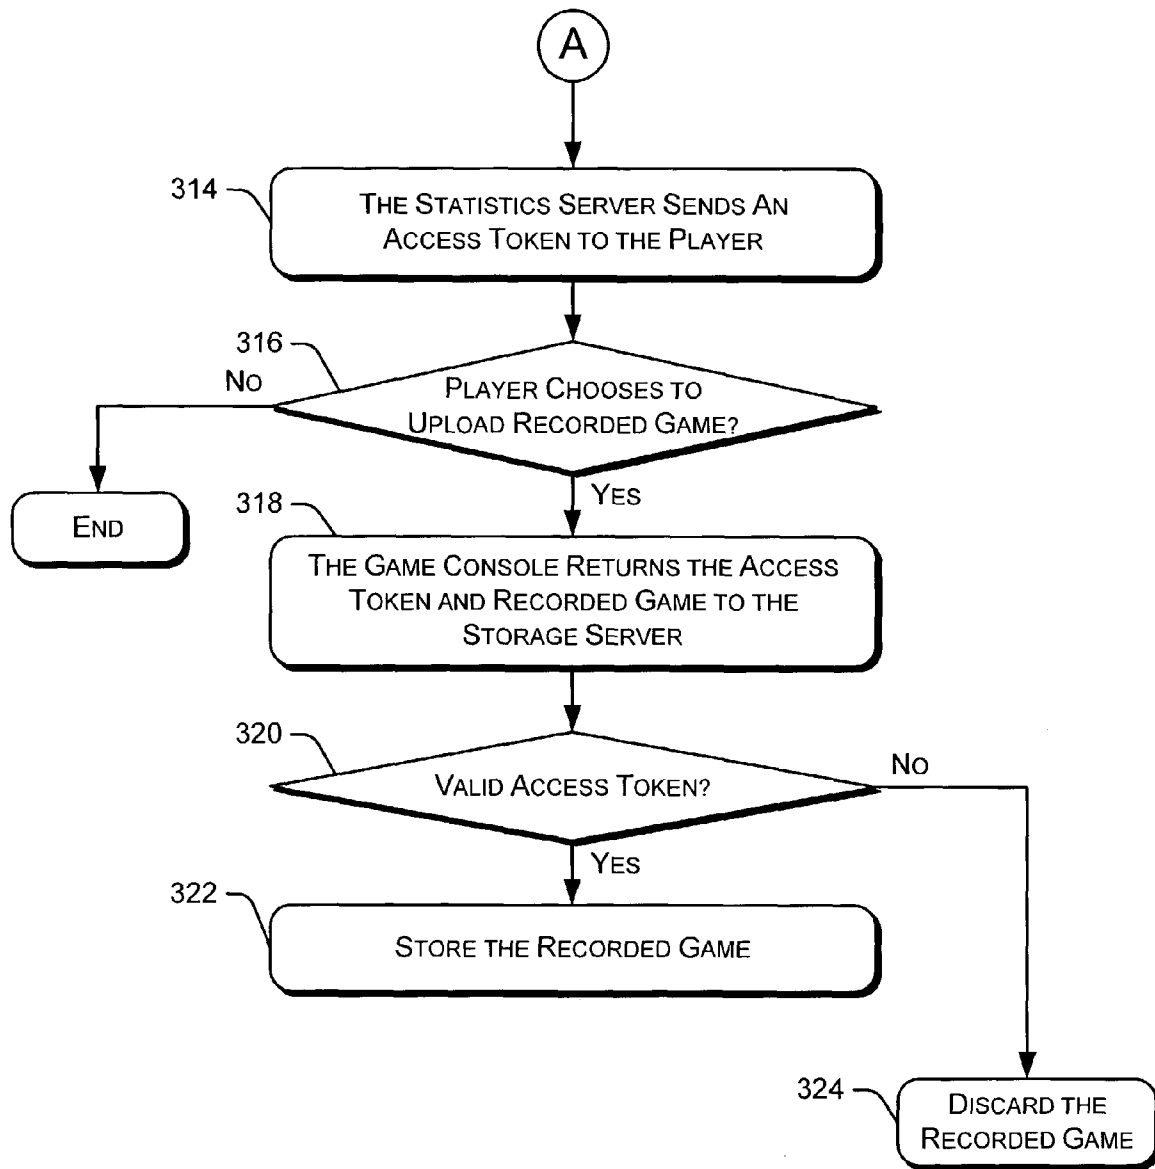 A
314
THE STATISTICS SERVER SENDS AN
ACCESS TOKEN TO THE PLAYER
316
NO
PLAYER CHOOSES TO
UPLOAD RECORDED GAME?
YES
END
318
THE GAME CONSOLE RETURNS THE ACCESS
TOKEN AND RECORDED GAME TO THE
STORAGE SERVER
320
NO
VALID ACCESS TOKEN?
YES
322
STORE THE RECORDED GAME
324
DISCARD THE
RECORDED GAME